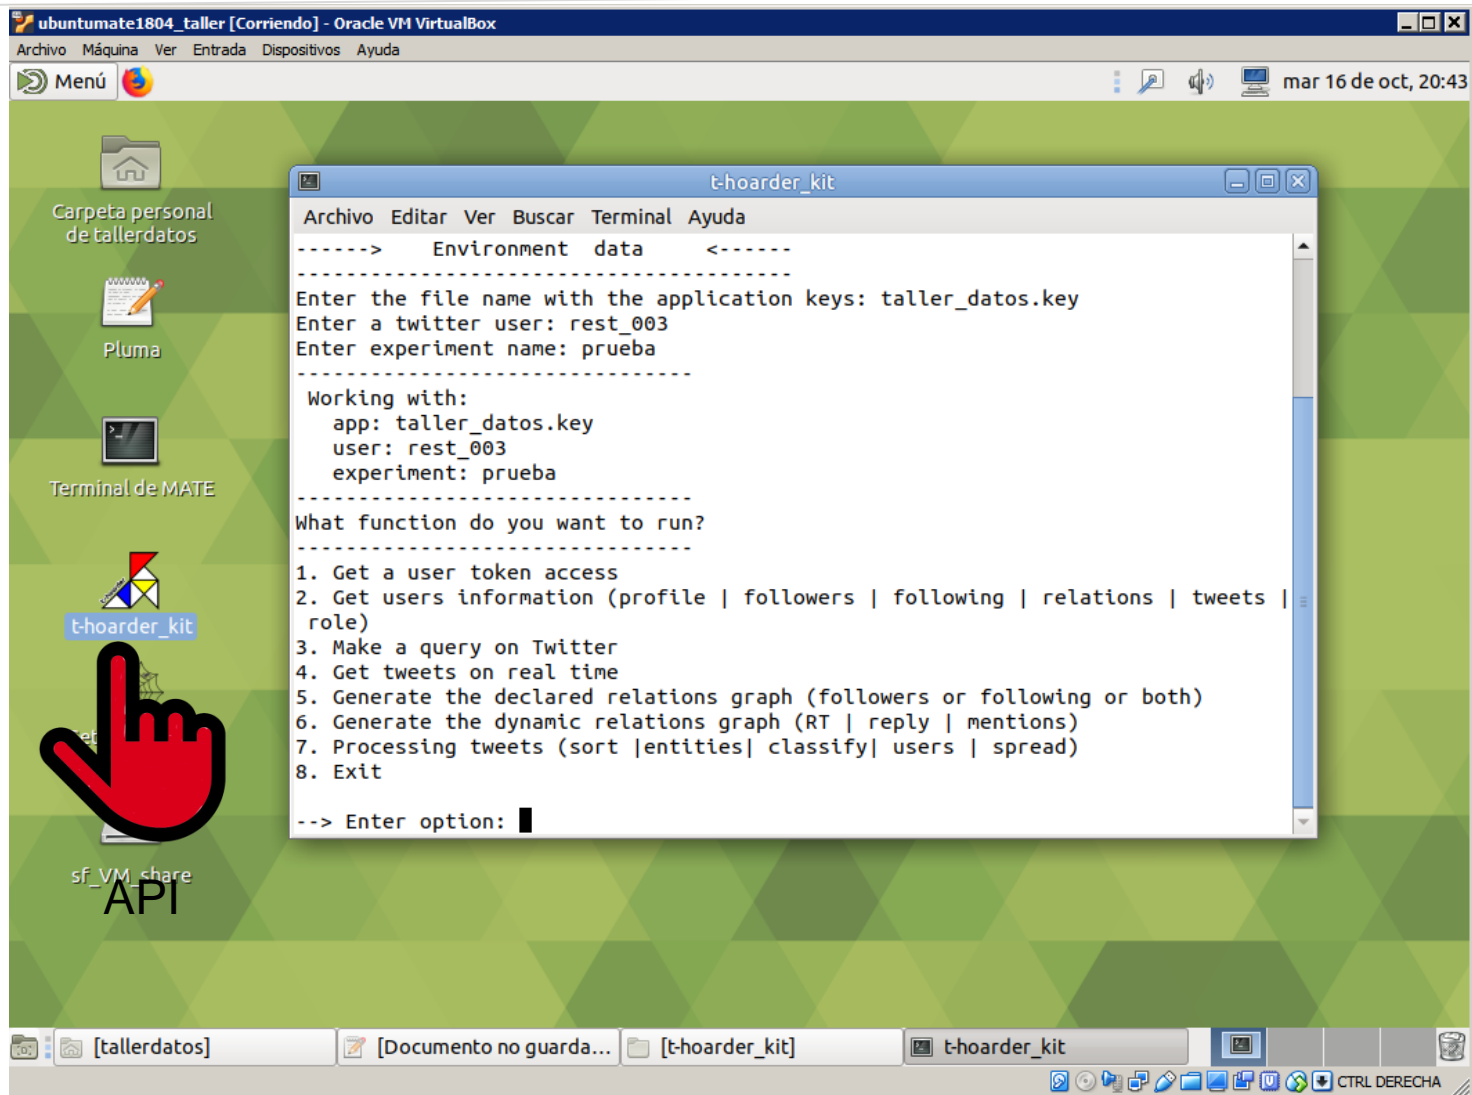 ubuntumate1804_taller [Corriendo] - Oracle VM VirtualBox
Archivo Máquina Ver Entrada Dispositivos Ayuda
Menú
mar 16 de oct, 20:43
Carpeta personal
de tallerdatos
Pluma
Terminal de MATE
t-hoarder_kit
sf_VM_share
API
t-hoarder_kit
Archivo Editar Ver Buscar Terminal Ayuda
------> Environment data <------
----------------------------------------
Enter the file name with the application keys: taller_datos.key
Enter a twitter user: rest_003
Enter experiment name: prueba
--------------------------------
Working with:
app: taller_datos.key
user: rest_003
experiment: prueba
--------------------------------
What function do you want to run?
--------------------------------
1. Get a user token access
2. Get users information (profile | followers | following | relations | tweets |
role)
3. Make a query on Twitter
4. Get tweets on real time
5. Generate the declared relations graph (followers or following or both)
6. Generate the dynamic relations graph (RT | reply | mentions)
7. Processing tweets (sort |entities| classify| users | spread)
8. Exit
--> Enter option:
[tallerdatos]
[Documento no guarda...
[t-hoarder_kit]
t-hoarder_kit
CTRL DERECHA